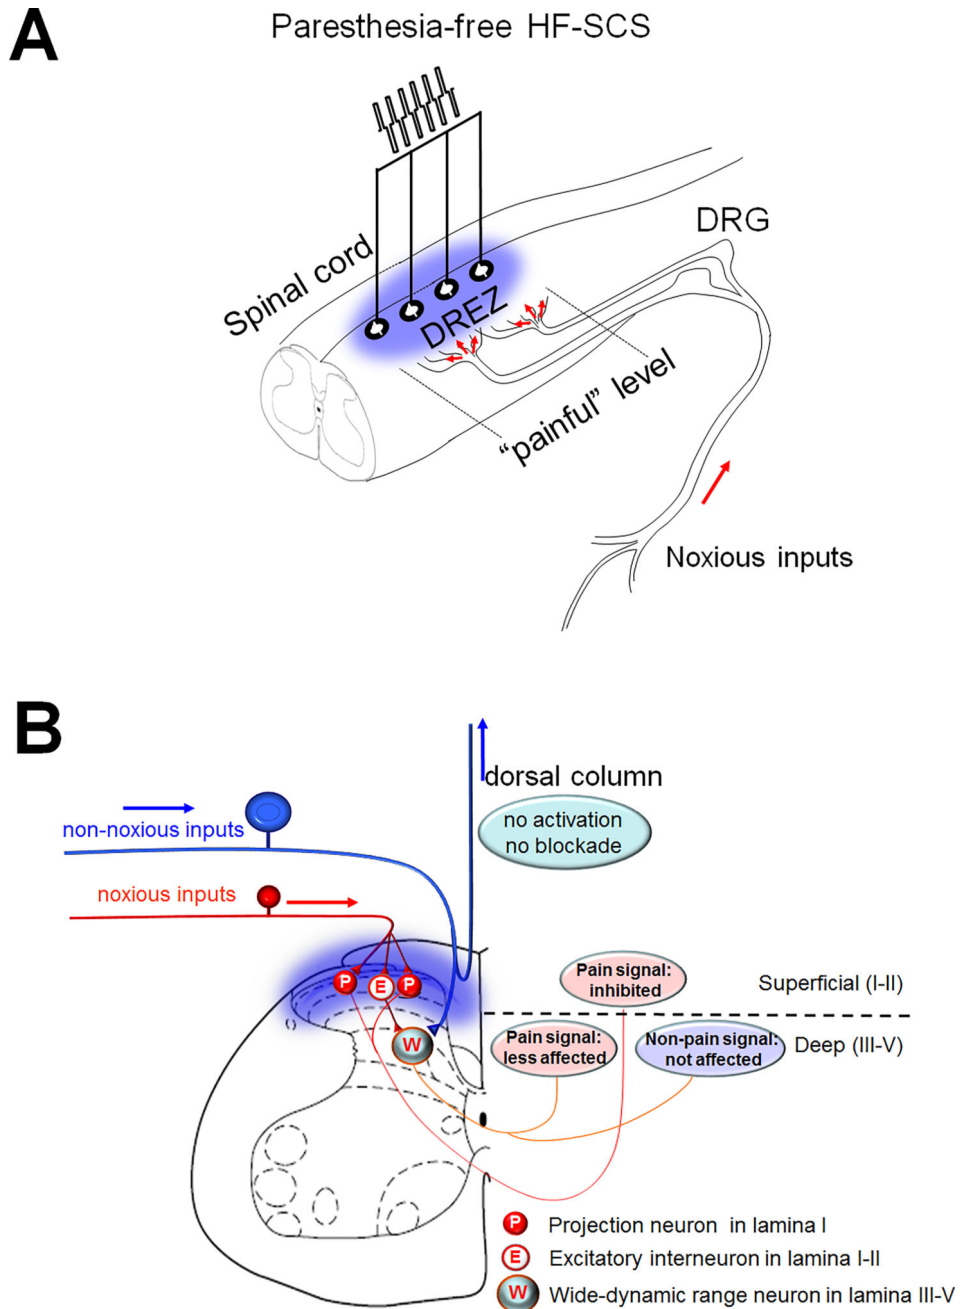 A
Paresthesia-free HF-SCS
Spinal cord
DREZ
DRG
“painful” level
Noxious inputs
B
dorsal column
no activation
no blockade
non-noxious inputs
noxious inputs
P
E
P
W
Pain signal:
inhibited
Superficial (I-II)
Pain signal:
less affected
Non-pain signal:
not affected
Deep (III-V)
P Projection neuron in lamina I
E Excitatory interneuron in lamina I-II
W Wide-dynamic range neuron in lamina III-V